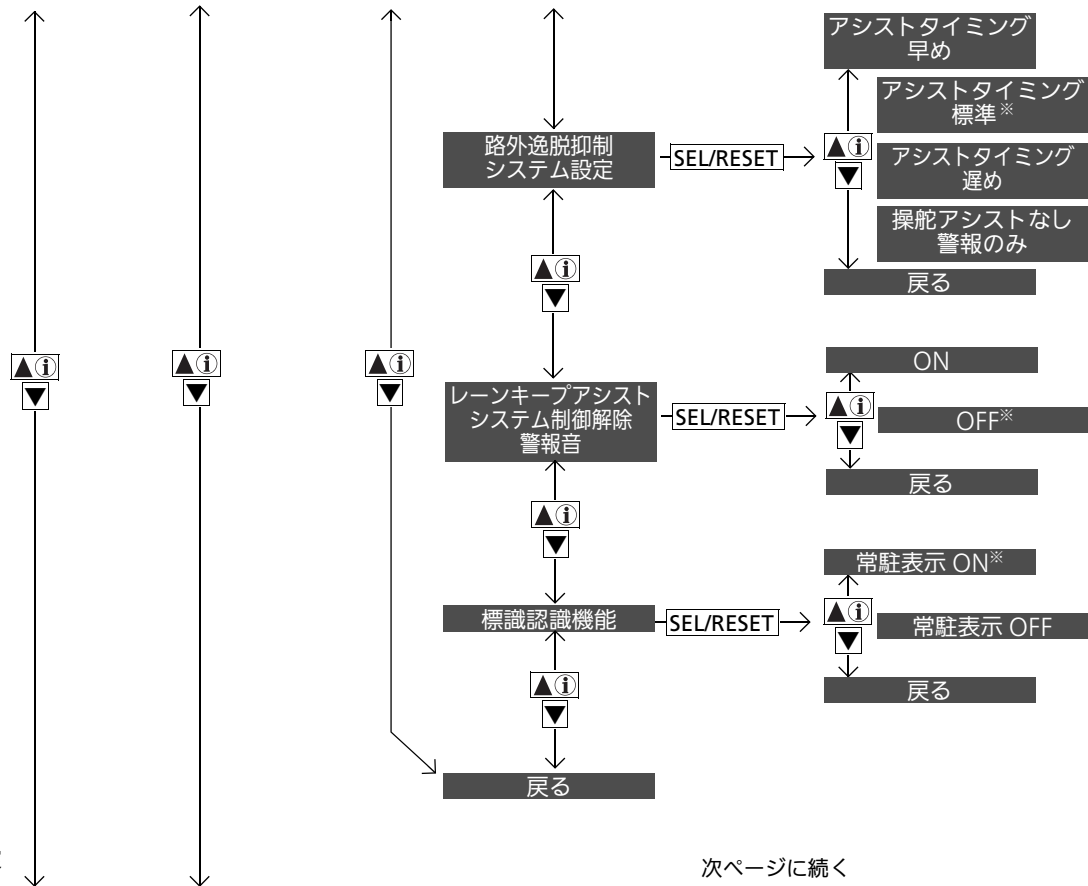 アシストタイミング
早め
アシストタイミング
標準※
路外逸脱抑制
システム設定
SEL/RESET
▲ⓘ
▼
アシストタイミング
遅め
操舵アシストなし
警報のみ
戻る
▲ⓘ
▼
▲ⓘ
▼
▲ⓘ
▼
▲ⓘ
▼
レーンキープアシスト
システム制御解除
警報音
SEL/RESET
ON
▲ⓘ
▼
OFF※
戻る
▲ⓘ
▼
標識認識機能
SEL/RESET
常駐表示 ON※
▲ⓘ
▼
常駐表示 OFF
戻る
▲ⓘ
▼
戻る
次ページに続く